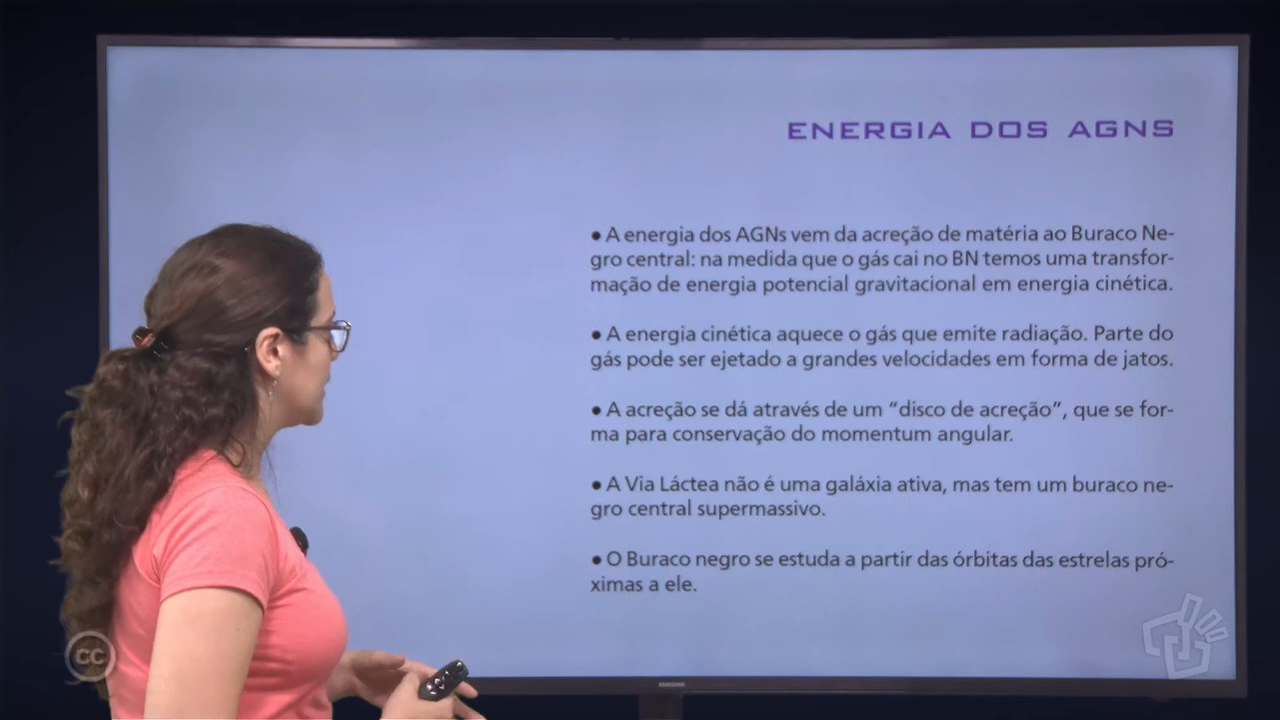 ENERGIA DOS AGNS
• A energia dos AGNs vem da acreção de matéria ao Buraco Ne-
gro central: na medida que o gás cai no BN temos uma transfor-
mação de energia potencial gravitacional em energia cinética.
• A energia cinética aquece o gás que emite radiação. Parte do
gás pode ser ejetado a grandes velocidades em forma de jatos.
• A acreção se dá através de um “disco de acreção”, que se for-
ma para conservação do momentum angular.
• A Via Láctea não é uma galáxia ativa, mas tem um buraco ne-
gro central supermassivo.
• O Buraco negro se estuda a partir das órbitas das estrelas pró-
ximas a ele.
cc
SAMSUNG